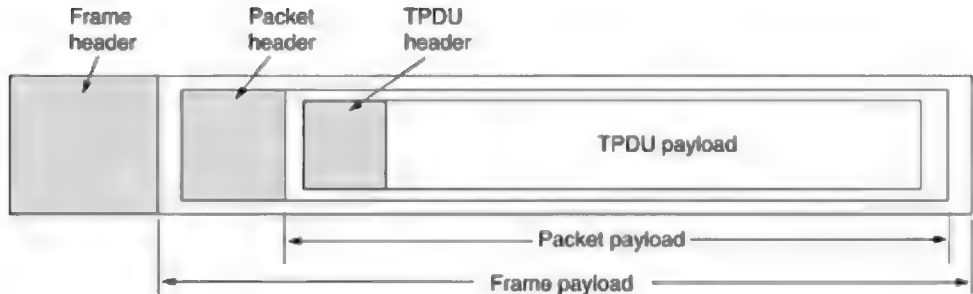 Frame
header
Packet
header
TPDU
header
TPDU payload
Packet payload
Frame payload